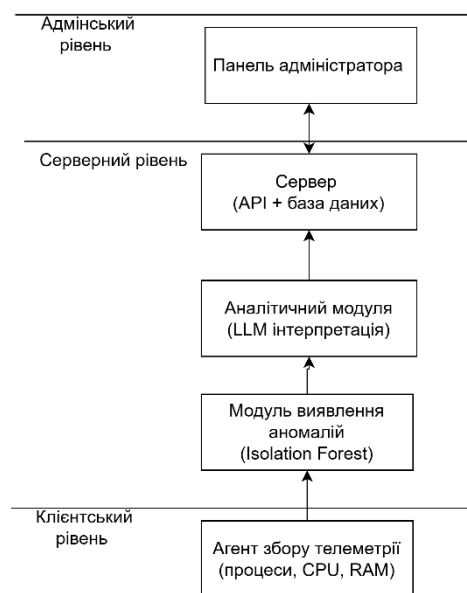 Адмінський
рівень
Панель адміністратора
Серверний рівень
Сервер
(API + база даних)
Аналітичний модуля
(LLM інтерпретація)
Модуль виявлення
аномалій
(Isolation Forest)
Клієнтський
рівень
Агент збору телеметрії
(процеси, CPU, RAM)